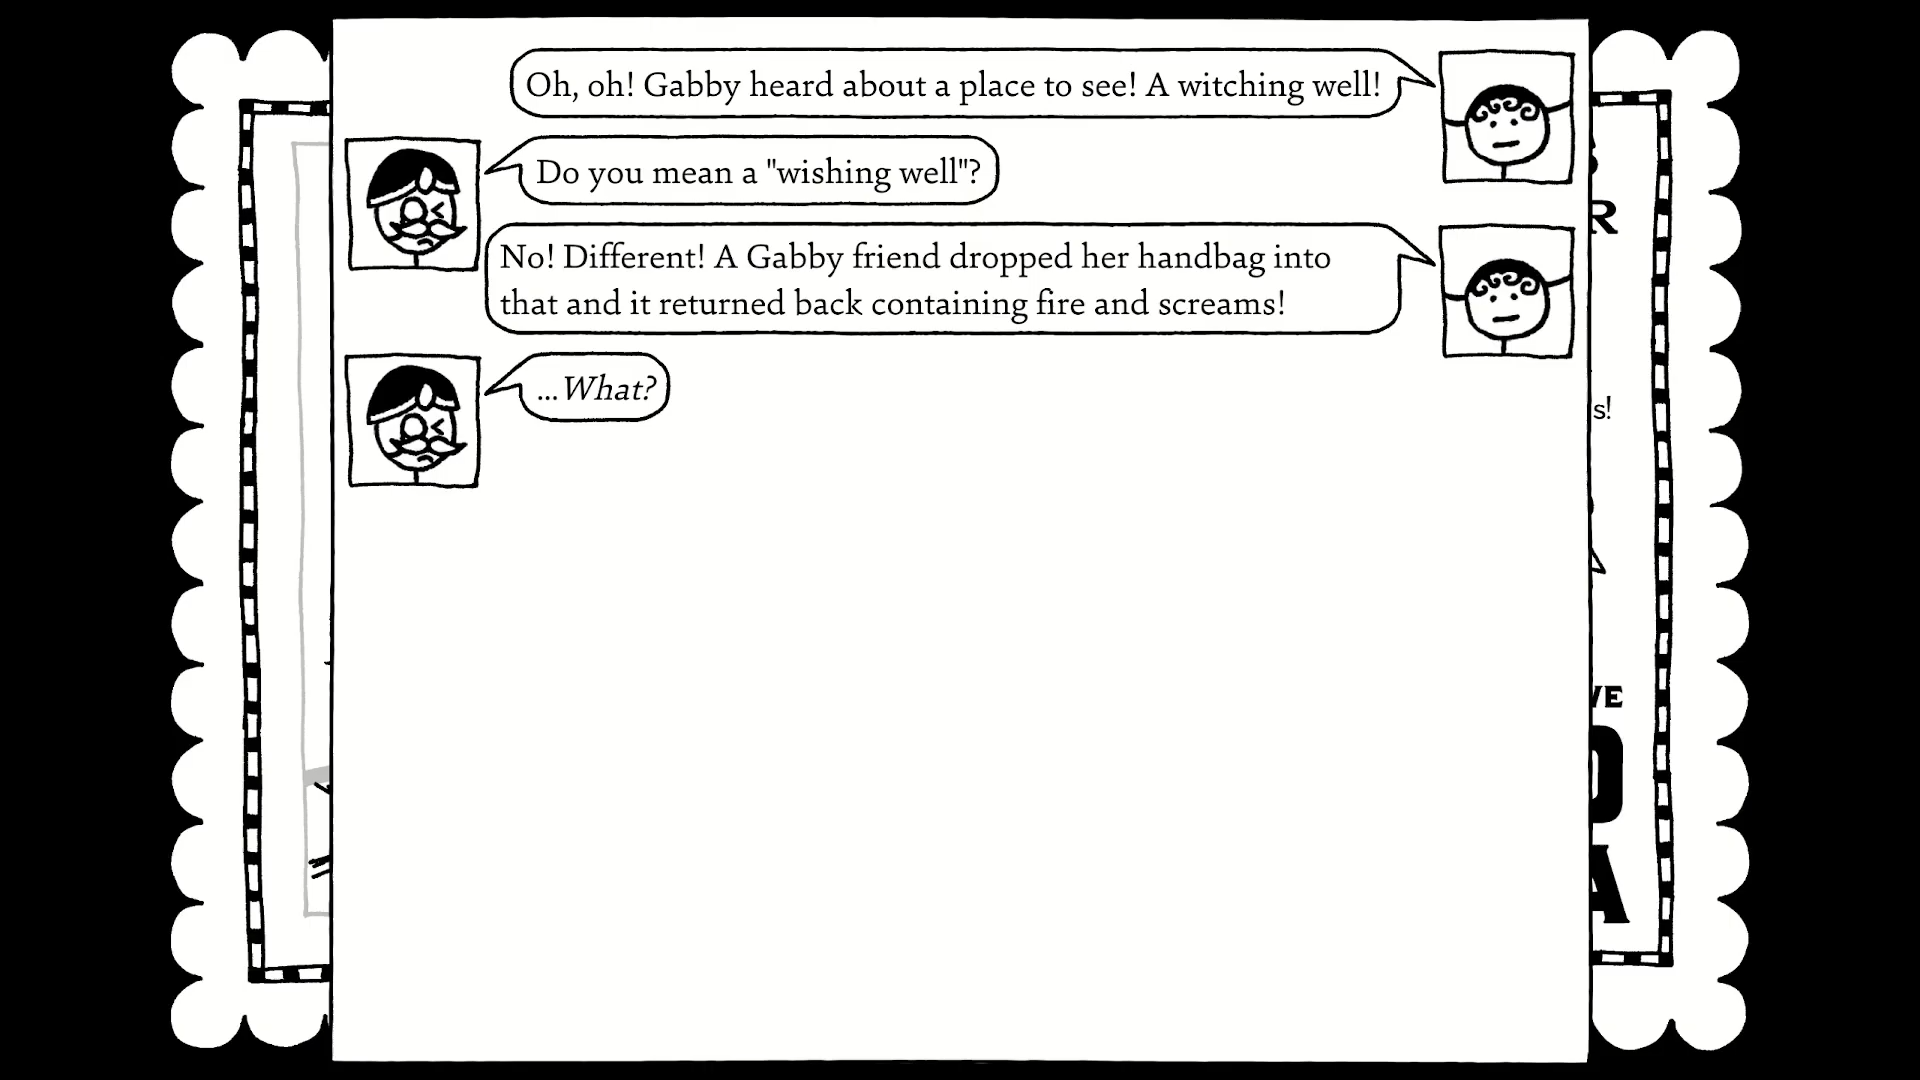 Oh, oh! Gabby heard about a place to see! A witching well!
Do you mean a "wishing well"?
No! Different! A Gabby friend dropped her handbag into
that and it returned back containing fire and screams!
...What?
R
s!
VE
A